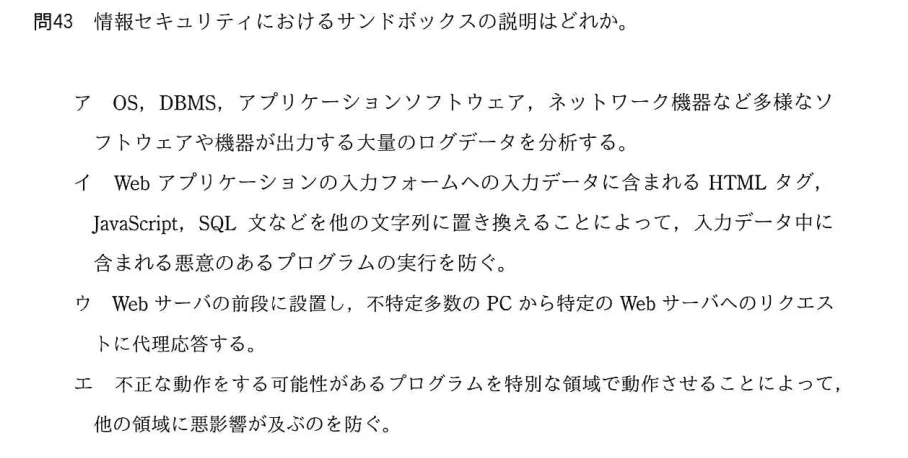 問43　情報セキュリティにおけるサンドボックスの説明はどれか。
ア　OS，DBMS，アプリケーションソフトウェア，ネットワーク機器など多様なソ
フトウェアや機器が出力する大量のログデータを分析する。
イ　Web アプリケーションの入力フォームへの入力データに含まれる HTML タグ，
JavaScript，SQL 文などを他の文字列に置き換えることによって，入力データ中に
含まれる悪意のあるプログラムの実行を防ぐ。
ウ　Web サーバの前段に設置し，不特定多数の PC から特定の Web サーバへのリクエス
トに代理応答する。
エ　不正な動作をする可能性があるプログラムを特別な領域で動作させることによって，
他の領域に悪影響が及ぶのを防ぐ。